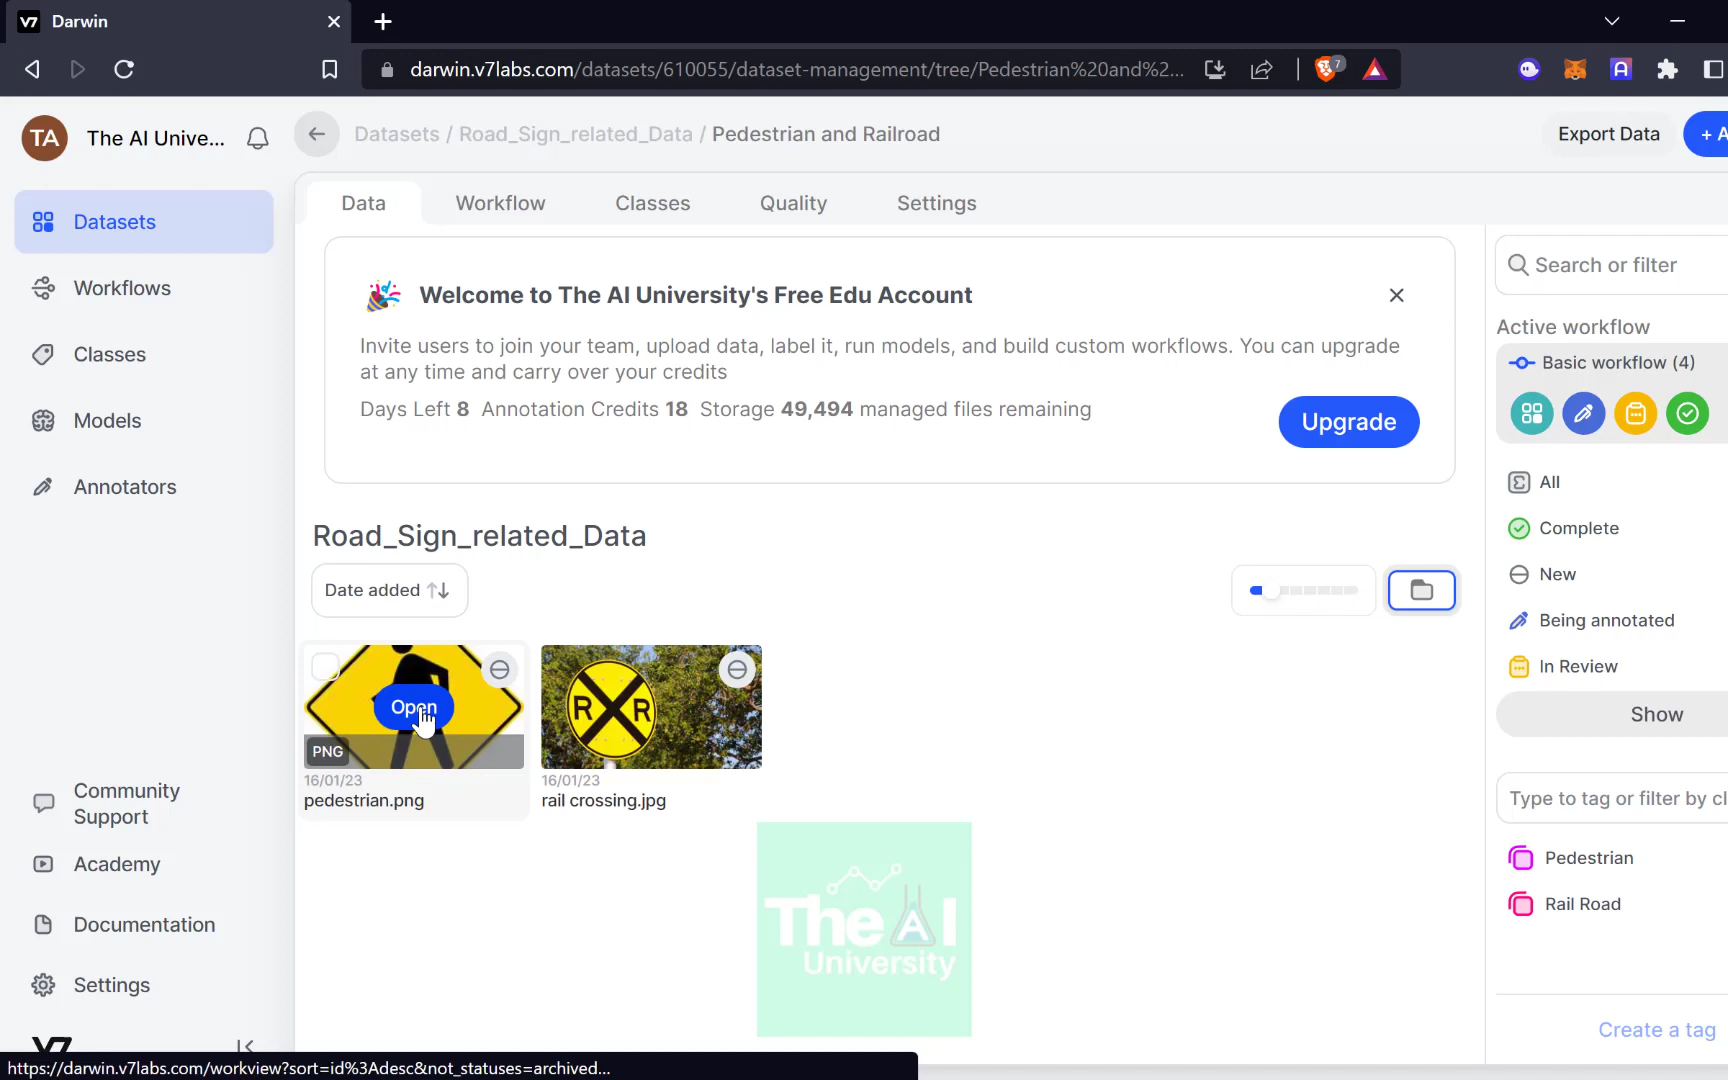 V7 Darwin
darwin.v7labs.com/datasets/610055/dataset-management/tree/Pedestrian%20and%2...
7
A
TA The AI Unive...
Datasets / Road_Sign_related_Data / Pedestrian and Railroad
Export Data
+ A
Datasets
Workflows
Classes
Models
Annotators
Community
Support
Academy
Documentation
Settings
V7
Data Workflow Classes Quality Settings
Welcome to The AI University's Free Edu Account
Invite users to join your team, upload data, label it, run models, and build custom workflows. You can upgrade
at any time and carry over your credits
Days Left 8 Annotation Credits 18 Storage 49,494 managed files remaining
Upgrade
Road_Sign_related_Data
Date added
Open
PNG
16/01/23
pedestrian.png
R R
16/01/23
rail crossing.jpg
The AI
University
Search or filter
Active workflow
Basic workflow (4)
All
Complete
New
Being annotated
In Review
Show
Type to tag or filter by cl
Pedestrian
Rail Road
Create a tag
https://darwin.v7labs.com/workview?sort=id%3Adesc&not_statuses=archived...